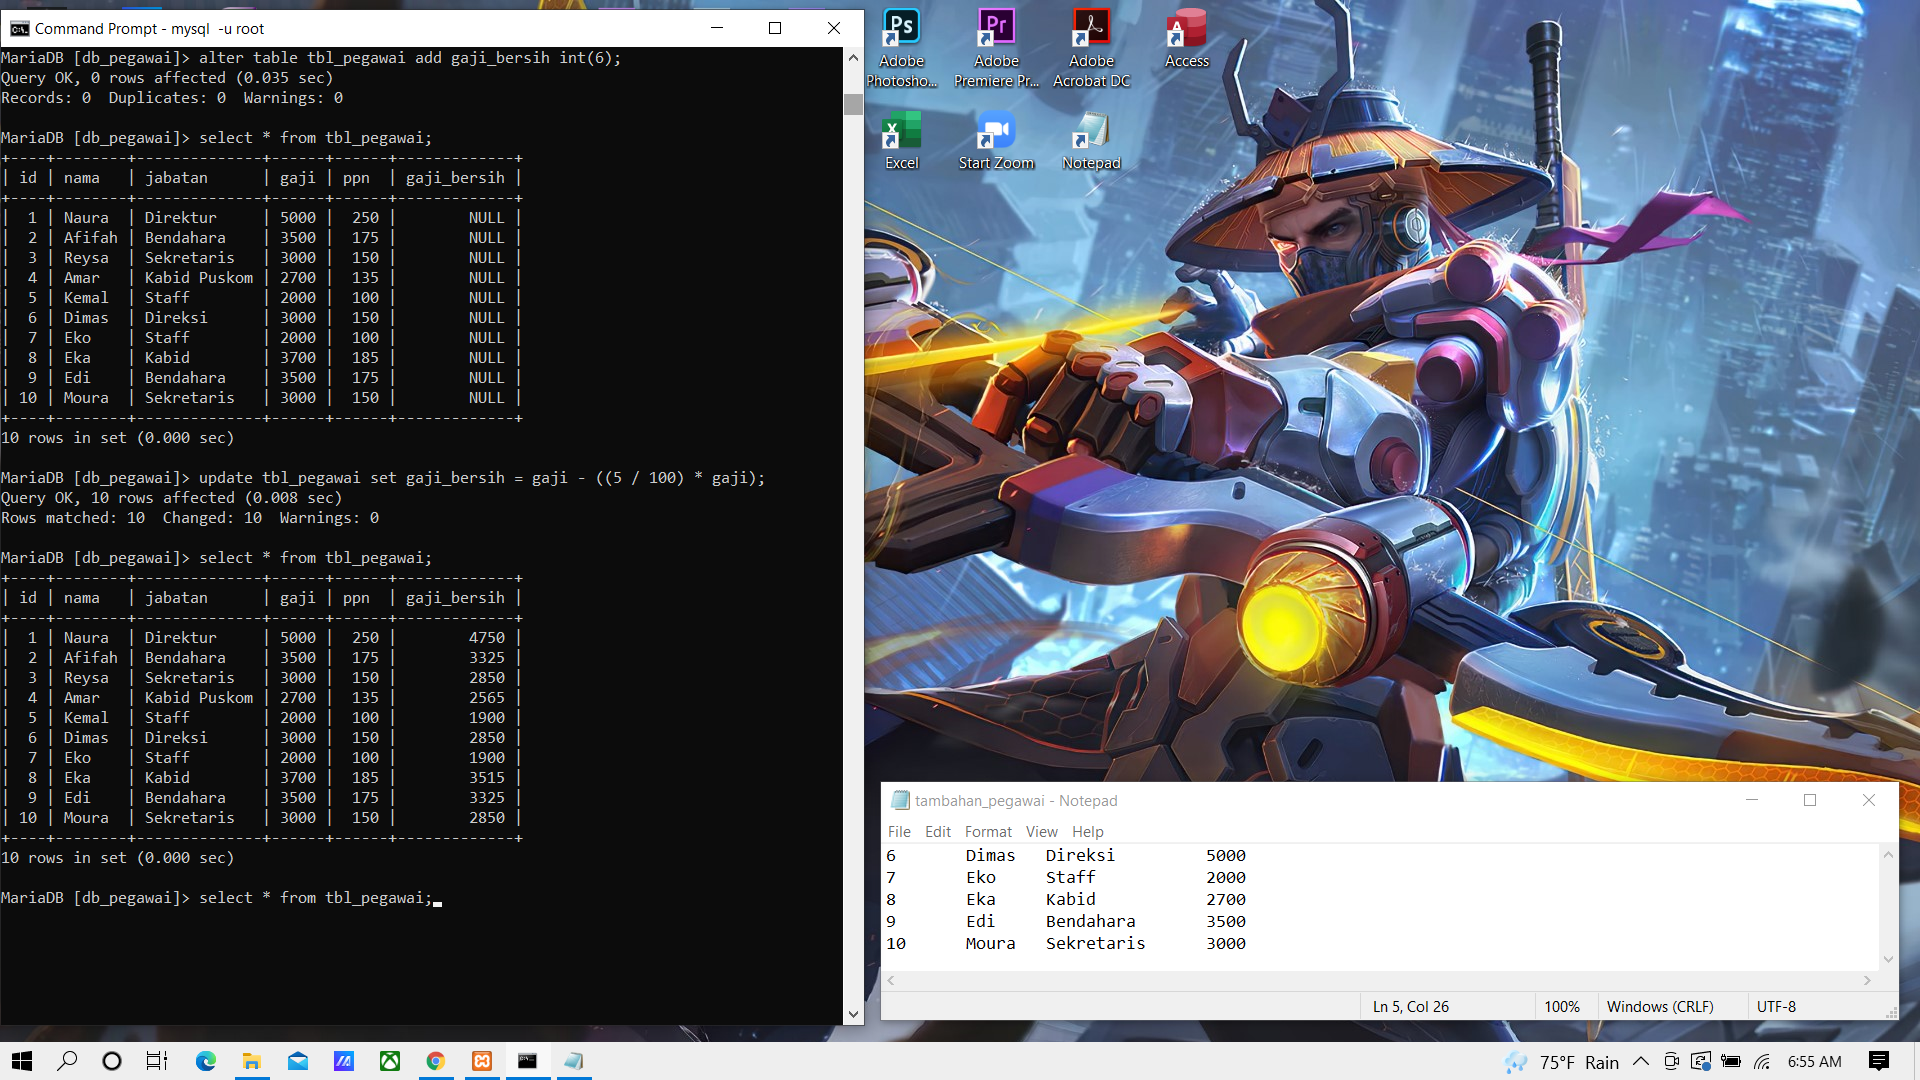 Command Prompt - mysql  -u root
MariaDB [db_pegawai]> alter table tbl_pegawai add gaji_bersih int(6);
Query OK, 0 rows affected (0.035 sec)
Records: 0  Duplicates: 0  Warnings: 0

MariaDB [db_pegawai]> select * from tbl_pegawai;
+----+--------+--------------+------+------+-------------+
| id | nama   | jabatan      | gaji | ppn  | gaji_bersih |
+----+--------+--------------+------+------+-------------+
|  1 | Naura  | Direktur     | 5000 |  250 |        NULL |
|  2 | Afifah | Bendahara    | 3500 |  175 |        NULL |
|  3 | Reysa  | Sekretaris   | 3000 |  150 |        NULL |
|  4 | Amar   | Kabid Puskom | 2700 |  135 |        NULL |
|  5 | Kemal  | Staff        | 2000 |  100 |        NULL |
|  6 | Dimas  | Direksi      | 3000 |  150 |        NULL |
|  7 | Eko    | Staff        | 2000 |  100 |        NULL |
|  8 | Eka    | Kabid        | 3700 |  185 |        NULL |
|  9 | Edi    | Bendahara    | 3500 |  175 |        NULL |
| 10 | Moura  | Sekretaris   | 3000 |  150 |        NULL |
+----+--------+--------------+------+------+-------------+
10 rows in set (0.000 sec)

MariaDB [db_pegawai]> update tbl_pegawai set gaji_bersih = gaji - ((5 / 100) * gaji);
Query OK, 10 rows affected (0.008 sec)
Rows matched: 10  Changed: 10  Warnings: 0

MariaDB [db_pegawai]> select * from tbl_pegawai;
+----+--------+--------------+------+------+-------------+
| id | nama   | jabatan      | gaji | ppn  | gaji_bersih |
+----+--------+--------------+------+------+-------------+
|  1 | Naura  | Direktur     | 5000 |  250 |        4750 |
|  2 | Afifah | Bendahara    | 3500 |  175 |        3325 |
|  3 | Reysa  | Sekretaris   | 3000 |  150 |        2850 |
|  4 | Amar   | Kabid Puskom | 2700 |  135 |        2565 |
|  5 | Kemal  | Staff        | 2000 |  100 |        1900 |
|  6 | Dimas  | Direksi      | 3000 |  150 |        2850 |
|  7 | Eko    | Staff        | 2000 |  100 |        1900 |
|  8 | Eka    | Kabid        | 3700 |  185 |        3515 |
|  9 | Edi    | Bendahara    | 3500 |  175 |        3325 |
| 10 | Moura  | Sekretaris   | 3000 |  150 |        2850 |
+----+--------+--------------+------+------+-------------+
10 rows in set (0.000 sec)

MariaDB [db_pegawai]> select * from tbl_pegawai;
Ps Pr A
Adobe Photosho...
Adobe Premiere Pr...
Adobe Acrobat DC
Access
X
Excel
Start Zoom
Notepad
tambahan_pegawai - Notepad
File Edit Format View Help
6 Dimas Direksi 5000
7 Eko Staff 2000
8 Eka Kabid 2700
9 Edi Bendahara 3500
10 Moura Sekretaris 3000
Ln 5, Col 26 100% Windows (CRLF) UTF-8
75°F Rain 6:55 AM